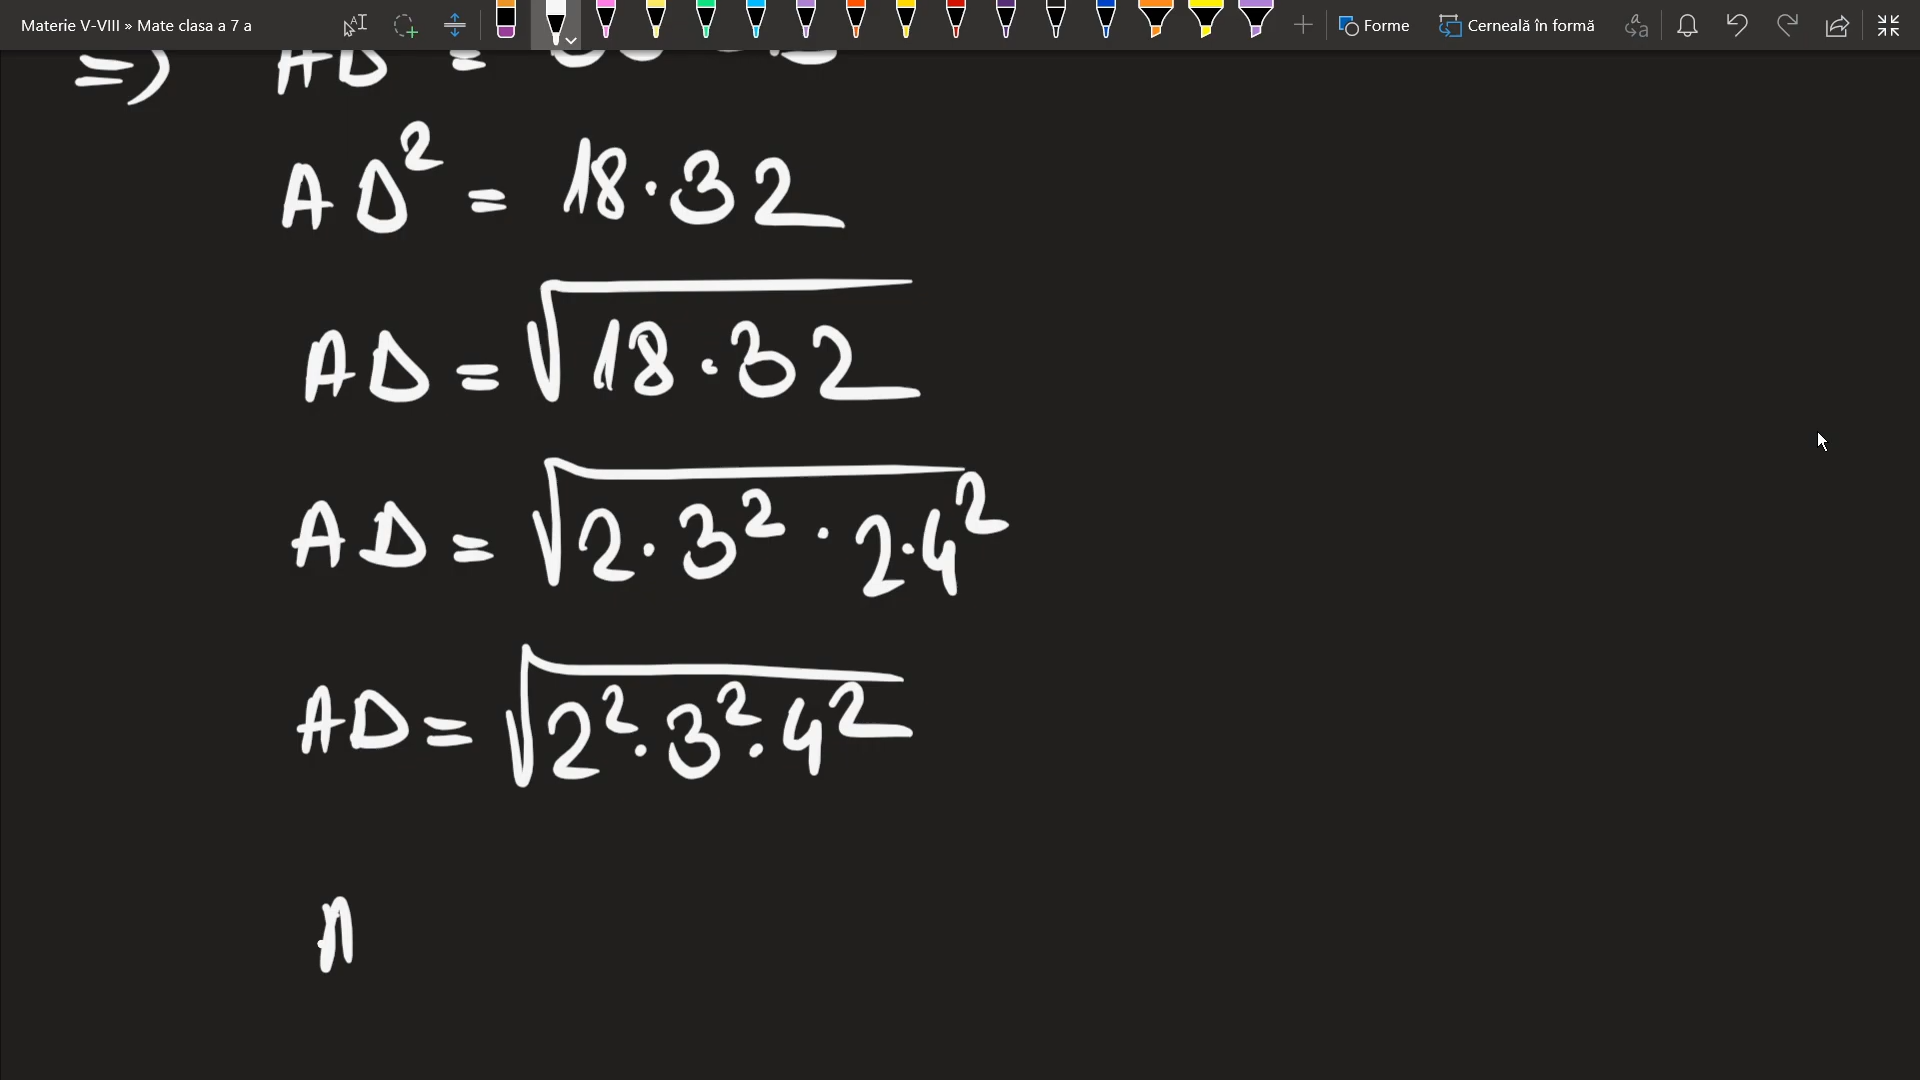 Materie V-VIII » Mate clasa a 7 a
Forme
Cerneală în formă
=> AD =
AD² = 18·32
AD = √18·32
AD = √2·3²·2·4²
AD = √2²·3²·4²
A